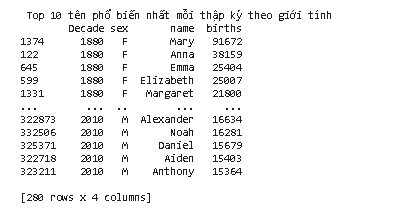 Top 10 tên phổ biến nhất mỗi thập kỷ theo giới tính
Decade sex name births
1374 1880 F Mary 91672
122 1880 F Anna 38159
645 1880 F Emma 25404
599 1880 F Elizabeth 25007
1331 1880 F Margaret 21800
... ... .. ... ...
322873 2010 M Alexander 16634
332506 2010 M Noah 16281
325371 2010 M Daniel 15679
322718 2010 M Aiden 15403
323211 2010 M Anthony 15364
[280 rows x 4 columns]